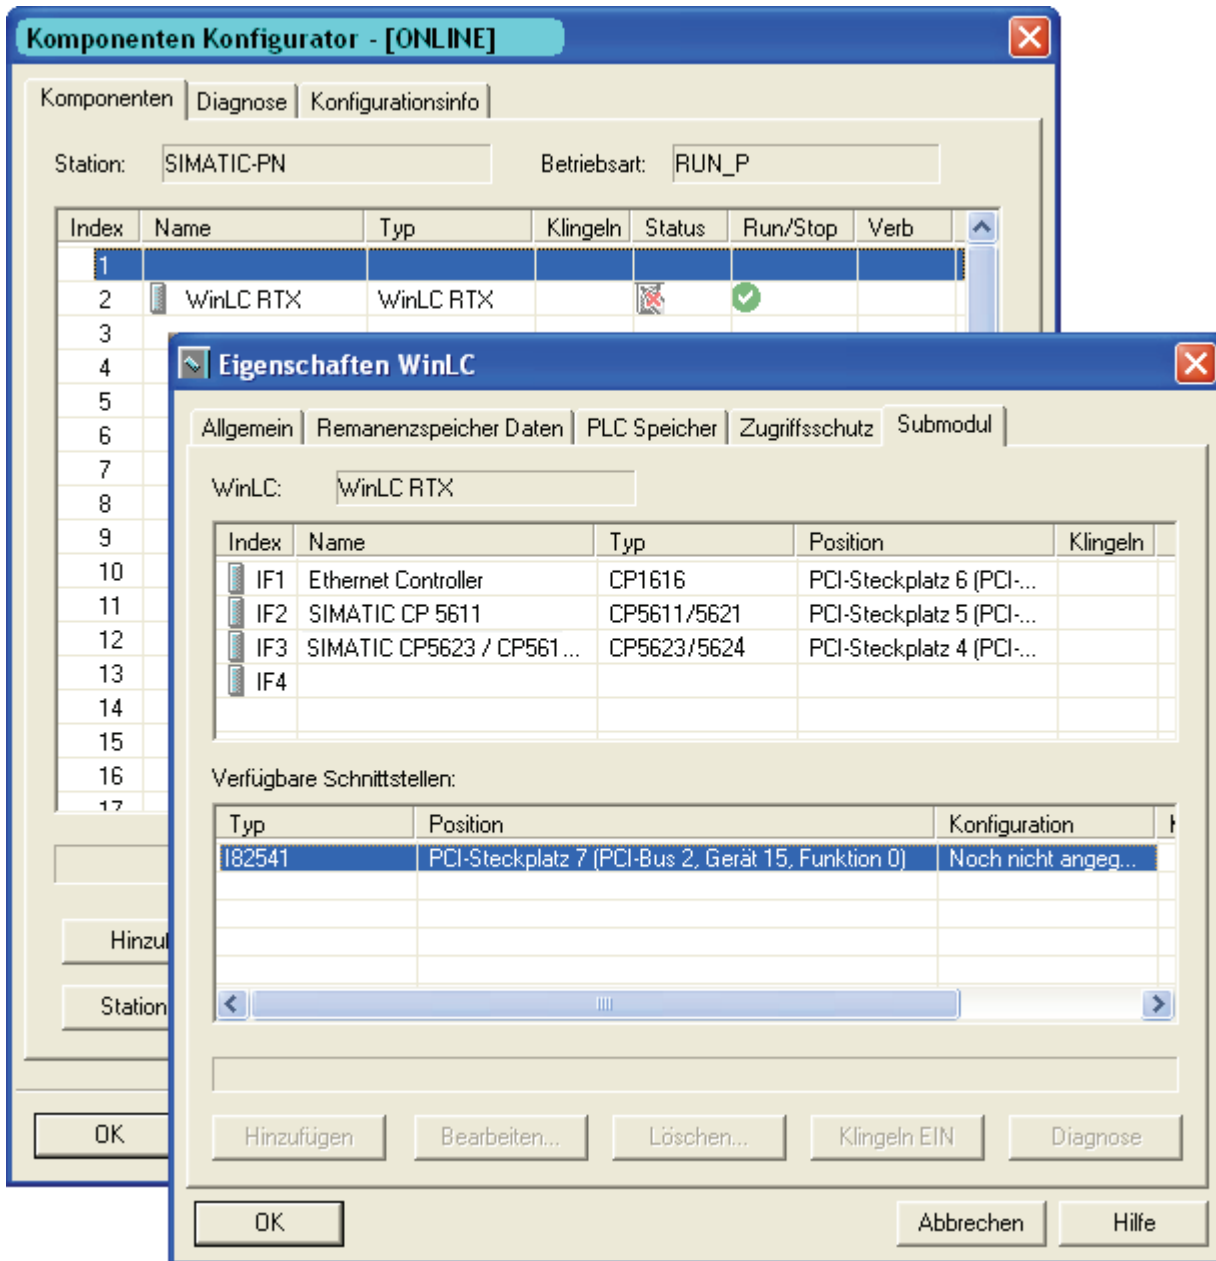 Komponenten Konfigurator - [ONLINE]
Komponenten Diagnose Konfigurationsinfo
Station: SIMATIC-PN Betriebsart: RUN_P
Index Name Typ Klingeln Status Run/Stop Verb
1
2 WinLC RTX WinLC RTX
3
4
5
6
7
8
9
10
11
12
13
14
15
16
17
Station
OK
Eigenschaften WinLC
Allgemein Remanenzspeicher Daten PLC Speicher Zugriffsschutz Submodul
WinLC: WinLC RTX
Index Name Typ Position Klingeln
IF1 Ethernet Controller CP1616 PCI-Steckplatz 6 (PCI-...
IF2 SIMATIC CP 5611 CP5611/5621 PCI-Steckplatz 5 (PCI-...
IF3 SIMATIC CP5623 / CP561... CP5623/5624 PCI-Steckplatz 4 (PCI-...
IF4
Verfügbare Schnittstellen:
Typ Position Konfiguration
I82541 PCI-Steckplatz 7 (PCI-Bus 2, Gerät 15, Funktion 0) Noch nicht angeg...
Hinzufügen Bearbeiten... Löschen... Klingeln EIN Diagnose
OK Abbrechen Hilfe